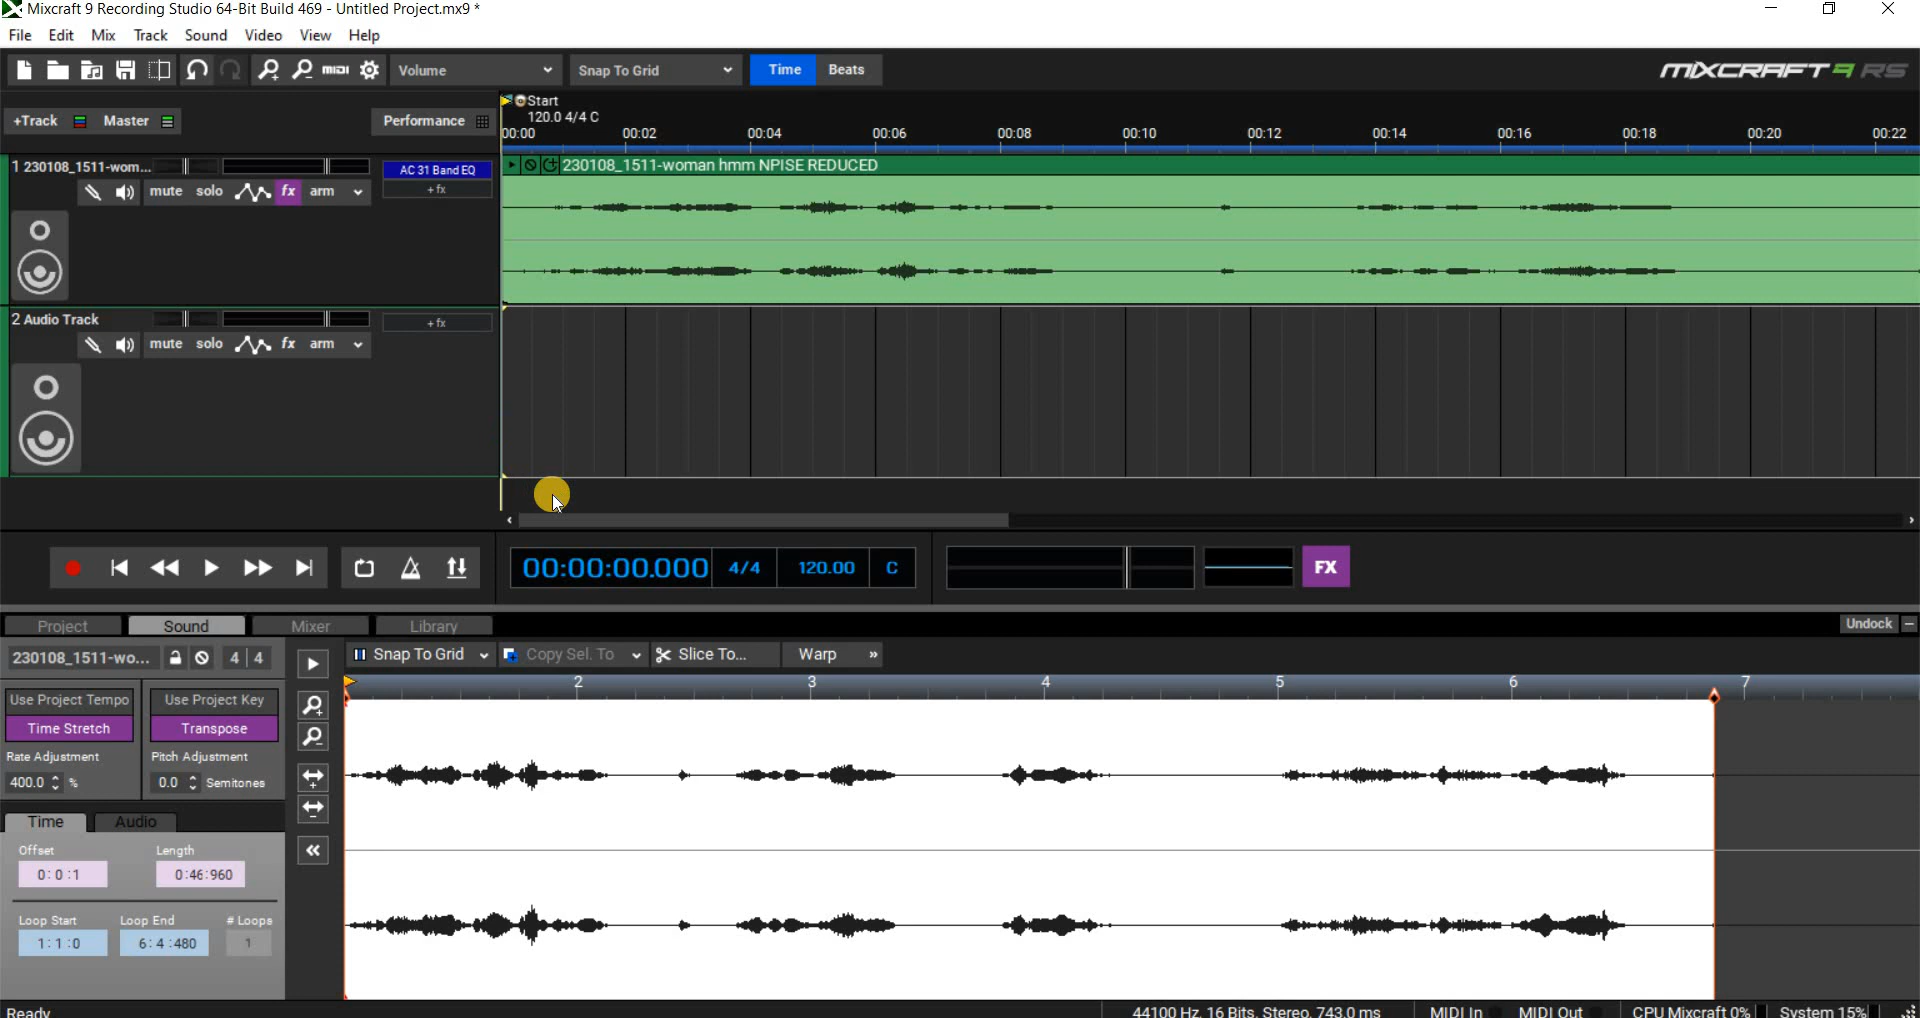 Mixcraft 9 Recording Studio 64-Bit Build 469 - Untitled Project.mx9 *
File Edit Mix Track Sound Video View Help
MIDI Volume Snap To Grid Time Beats MIXCRAFT 9 RS
Start
120.0 4/4 C
+Track Master Performance
00:00 00:02 00:04 00:06 00:08 00:10 00:12 00:14 00:16 00:18 00:20 00:22
1 230108_1511-wom... AC 31 Band EQ 230108_1511-woman hmm NPISE REDUCED
mute solo fx arm +fx
2 Audio Track +fx
mute solo fx arm
00:00:00.000 4/4 120.00 C FX
Project Sound Mixer Library Undock
230108_1511-wo... 4 4 Snap To Grid Copy Sel. To Slice To... Warp »
2 3 4 5 6 7
Use Project Tempo Use Project Key
Time Stretch Transpose
Rate Adjustment Pitch Adjustment
400.0 % 0.0 Semitones
Time Audio
Offset Length
0: 0 :1 0:46:960
Loop Start Loop End # Loops
1: 1 :0 6: 4 :480 1
Ready 44100 Hz, 16 Bits, Stereo, 743.0 ms MIDI In MIDI Out CPU Mixcraft 0% System 15%